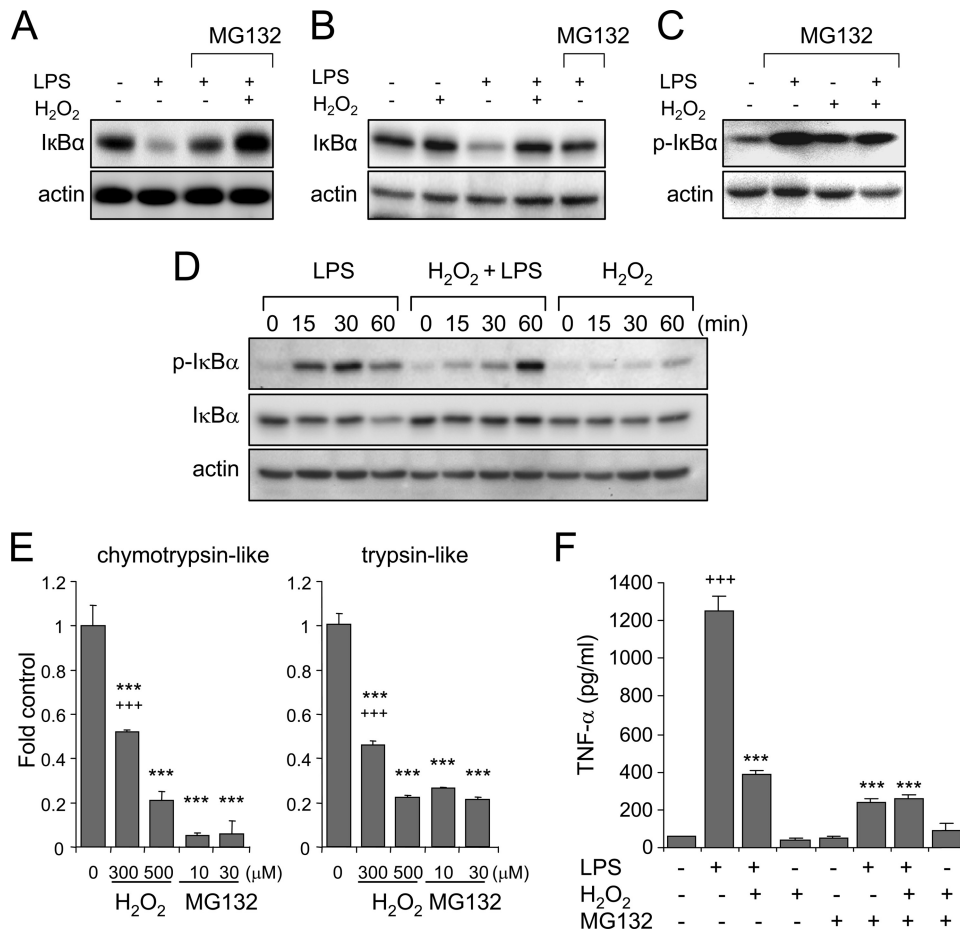 A
MG132
LPS - + + +
H₂O₂ - - - +
IκBα
actin
B
MG132
LPS - - + + +
H₂O₂ - + - + -
IκBα
actin
C
MG132
LPS - + - +
H₂O₂ - - + +
p-IκBα
actin
D
LPS H₂O₂ + LPS H₂O₂
0 15 30 60 0 15 30 60 0 15 30 60 (min)
p-IκBα
IκBα
actin
E
chymotrypsin-like
Fold control
1.2
1
0.8
0.6
0.4
0.2
0
***
+++
***
***
***
0 300 500 10 30 (μM)
H₂O₂ MG132
trypsin-like
1.2
1
0.8
0.6
0.4
0.2
0
***
+++
***
***
***
0 300 500 10 30 (μM)
H₂O₂ MG132
F
TNF-α (pg/ml)
1400
1200
1000
800
600
400
200
0
+++
***
***
***
LPS - + + - - + + -
H₂O₂ - - + + - - + +
MG132 - - - - + + + +